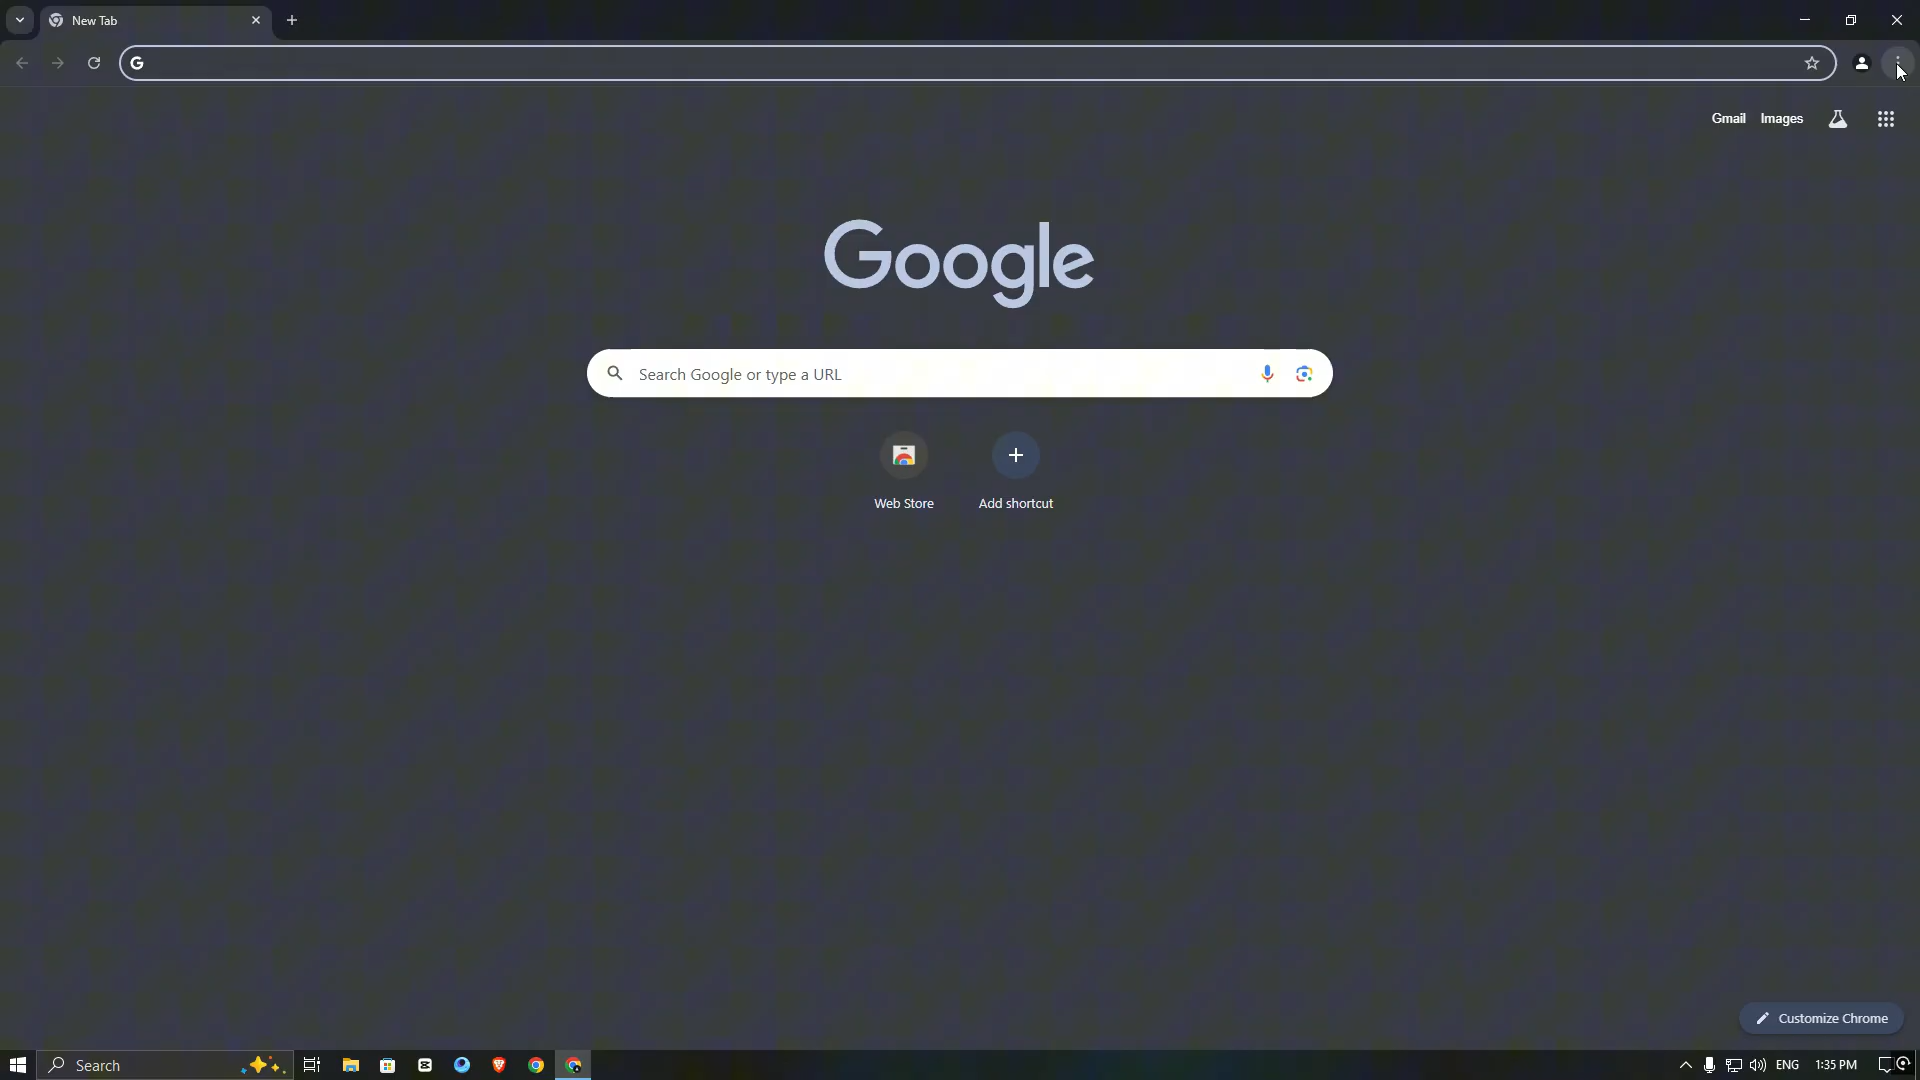 New Tab
Gmail Images
Google
Search Google or type a URL
Web Store
Add shortcut
Customize Chrome
Search
ENG
1:35 PM